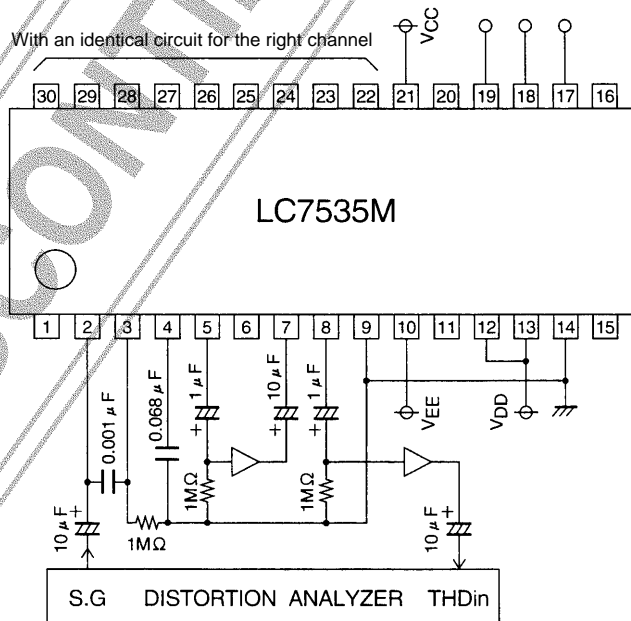 With an identical circuit for the right channel
VCC
30 29 28 27 26 25 24 23 22 21 20 19 18 17 16
LC7535M
1 2 3 4 5 6 7 8 9 10 11 12 13 14 15
0.001 μF
0.068 μF
1 μF
10 μF
1 μF
+
+
+
VEE
VDD
1MΩ
1MΩ
10 μF +
1MΩ
10 μF +
S.G DISTORTION ANALYZER THDin